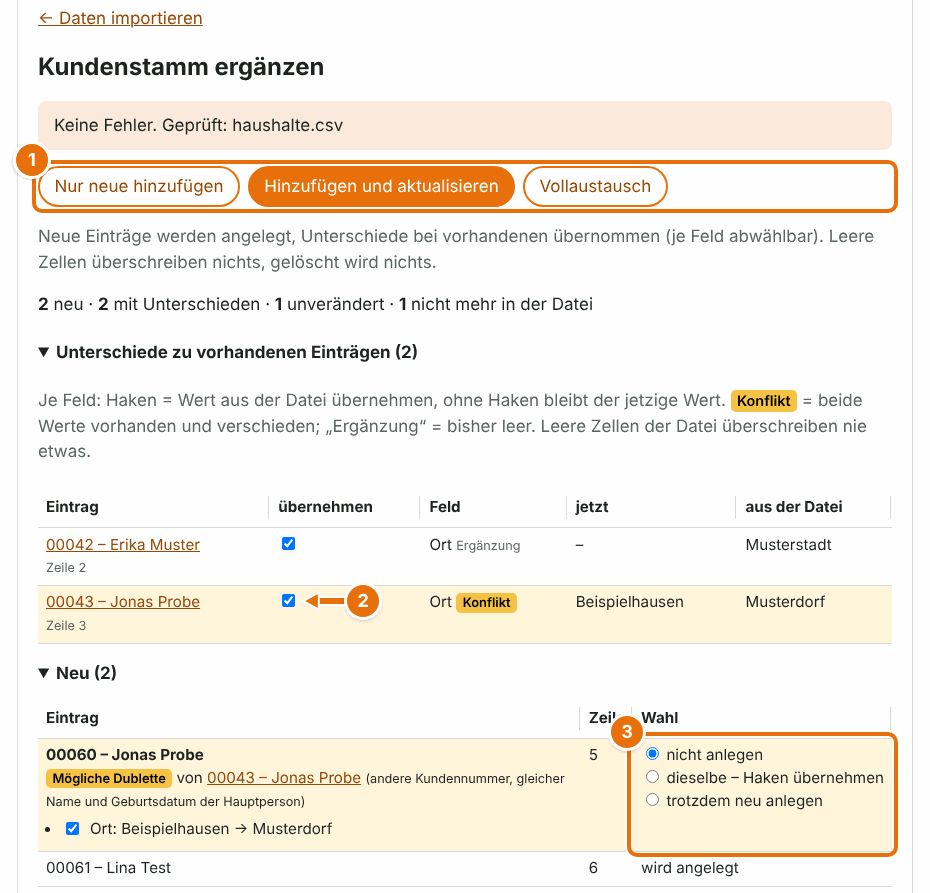 ← Daten importieren
Kundenstamm ergänzen
Keine Fehler. Geprüft: haushalte.csv
1
Nur neue hinzufügen Hinzufügen und aktualisieren Vollaustausch
Neue Einträge werden angelegt, Unterschiede bei vorhandenen übernommen (je Feld abwählbar). Leere
Zellen überschreiben nichts, gelöscht wird nichts.
2 neu · 2 mit Unterschieden · 1 unverändert · 1 nicht mehr in der Datei
▼ Unterschiede zu vorhandenen Einträgen (2)
Je Feld: Haken = Wert aus der Datei übernehmen, ohne Haken bleibt der jetzige Wert. Konflikt = beide
Werte vorhanden und verschieden; „Ergänzung“ = bisher leer. Leere Zellen der Datei überschreiben nie
etwas.
Eintrag übernehmen Feld jetzt aus der Datei
00042 – Erika Muster Ort Ergänzung – Musterstadt
Zeile 2
00043 – Jonas Probe 2 Ort Konflikt Beispielhausen Musterdorf
Zeile 3
▼ Neu (2)
Eintrag Zeil Wahl
3
00060 – Jonas Probe 5 nicht anlegen
Mögliche Dublette von 00043 – Jonas Probe (andere Kundennummer, gleicher dieselbe – Haken übernehmen
Name und Geburtsdatum der Hauptperson) trotzdem neu anlegen
• Ort: Beispielhausen → Musterdorf
00061 – Lina Test 6 wird angelegt